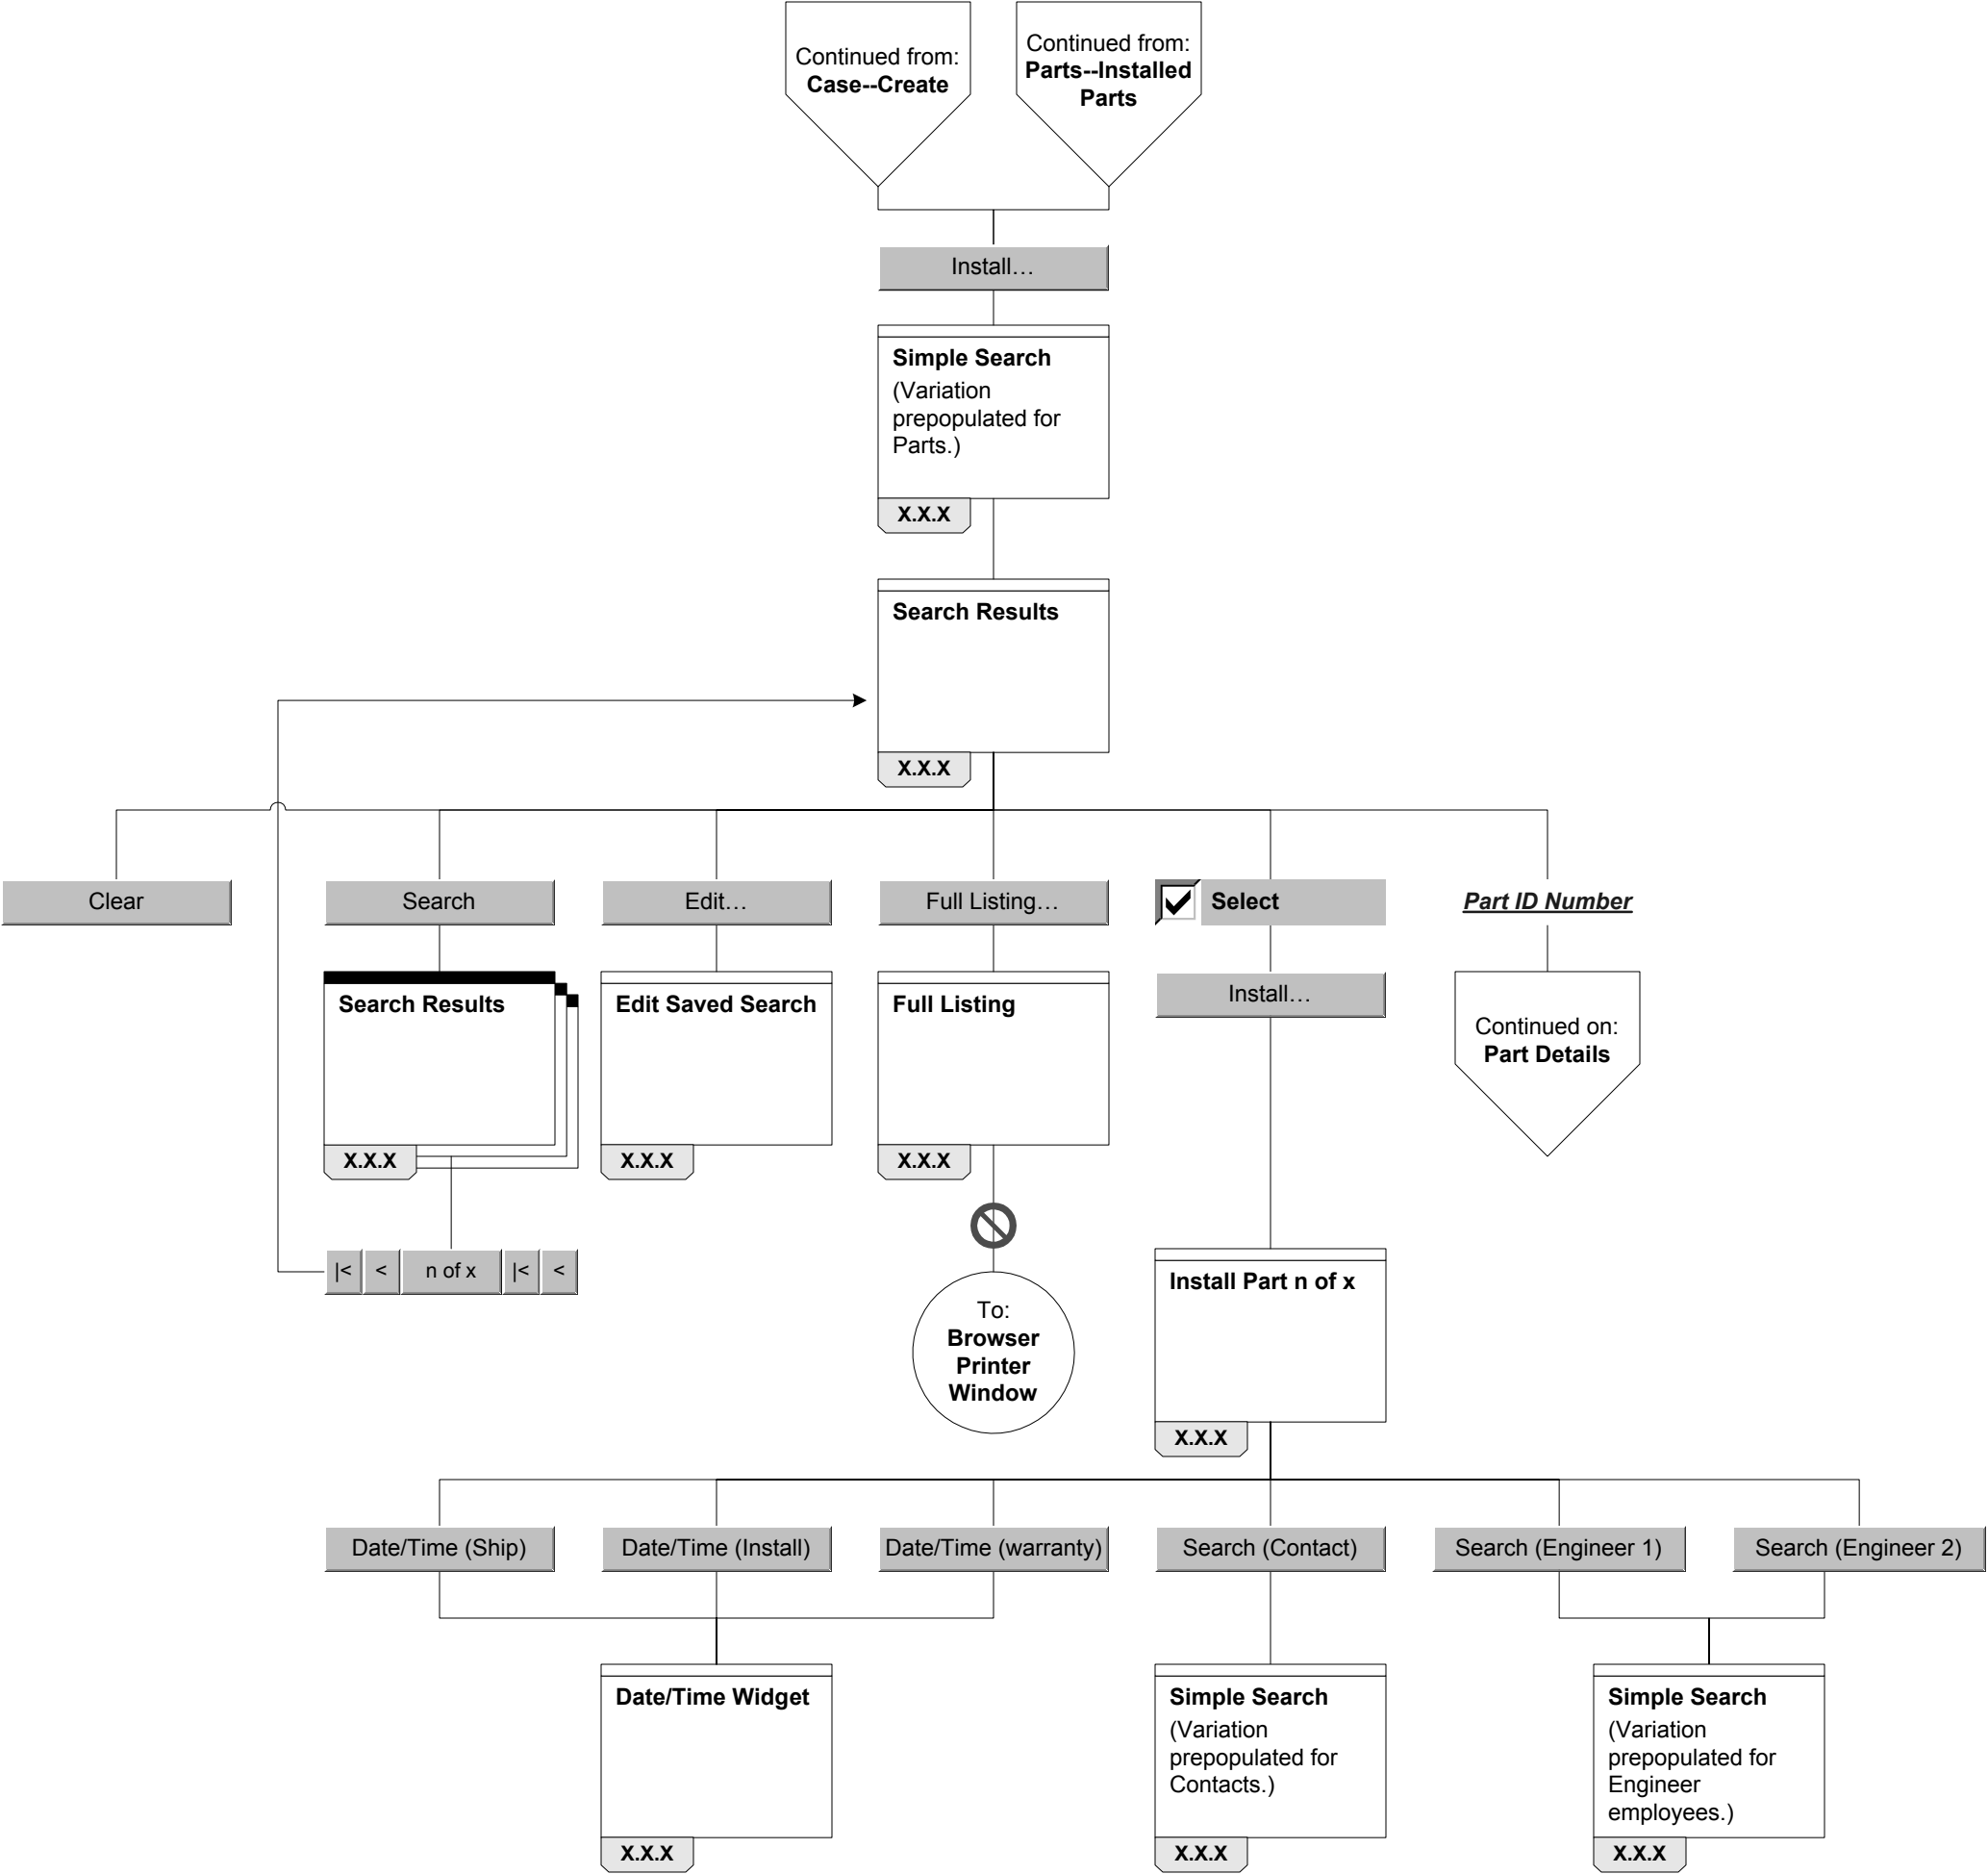 Continued from:
Case--Create
Continued from:
Parts--Installed
Parts
Install…
Simple Search
(Variation
prepopulated for
Parts.)
X.X.X
Search Results
X.X.X
Clear
Search
Edit…
Full Listing…
Select
Part ID Number
Search Results
X.X.X
Edit Saved Search
X.X.X
Full Listing
X.X.X
Install…
Continued on:
Part Details
|<
<
n of x
|<
<
To:
Browser
Printer
Window
Install Part n of x
X.X.X
Date/Time (Ship)
Date/Time (Install)
Date/Time (warranty)
Search (Contact)
Search (Engineer 1)
Search (Engineer 2)
Date/Time Widget
X.X.X
Simple Search
(Variation
prepopulated for
Contacts.)
X.X.X
Simple Search
(Variation
prepopulated for
Engineer
employees.)
X.X.X